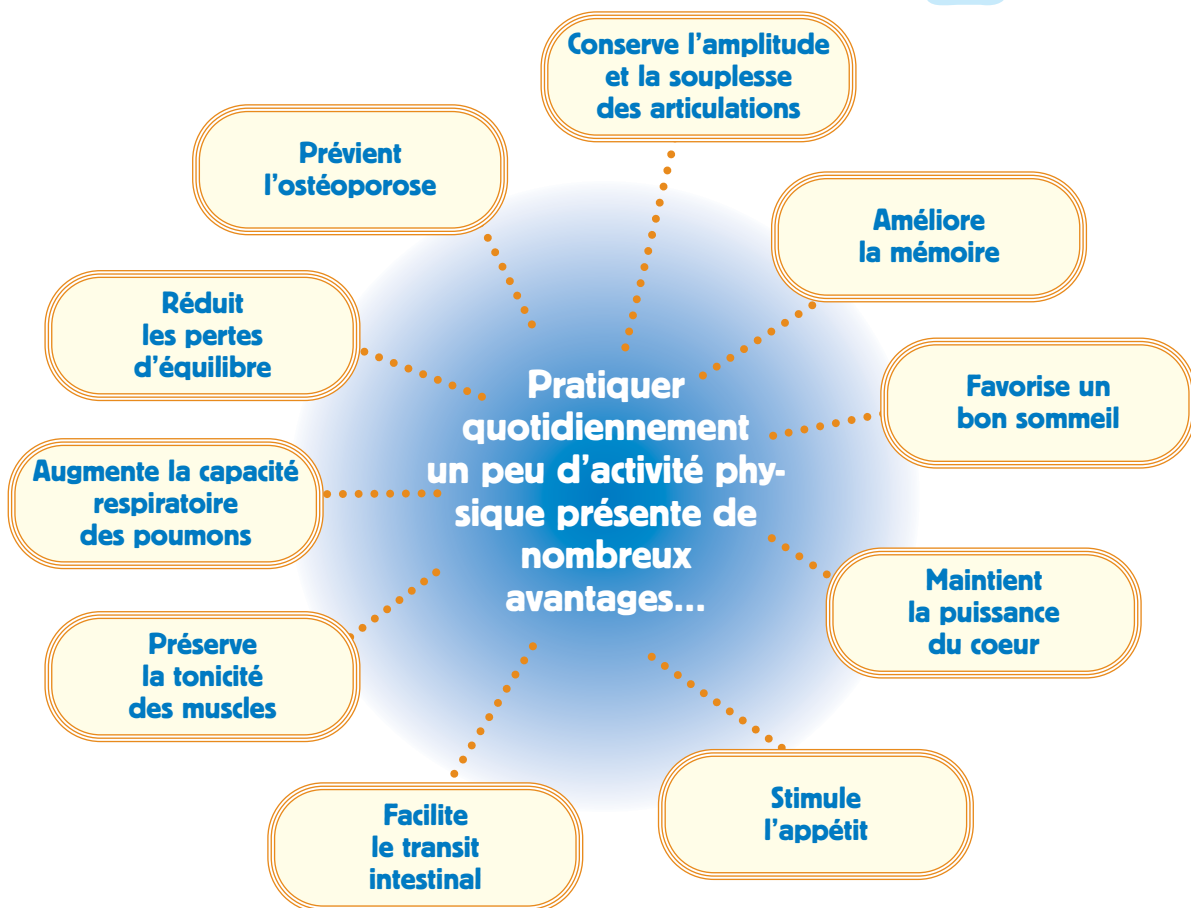 Conserve l'amplitude
et la souplesse
des articulations
Prévient
l'ostéoporose
Améliore
la mémoire
Réduit
les pertes
d'équilibre
Favorise un
bon sommeil
Pratiquer
quotidiennement
un peu d'activité phy-
sique présente de
nombreux
avantages...
Augmente la capacité
respiratoire
des poumons
Maintient
la puissance
du coeur
Préserve
la tonicité
des muscles
Stimule
l'appétit
Facilite
le transit
intestinal